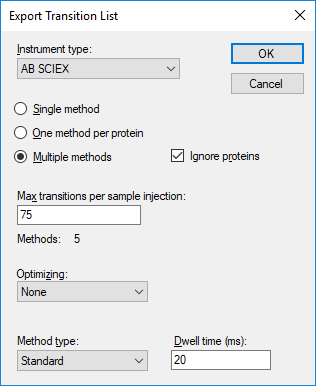 Export Transition List
Instrument type:
AB SCIEX
OK
Cancel
Single method
One method per protein
Multiple methods
Ignore proteins
Max transitions per sample injection:
75
Methods: 5
Optimizing:
None
Method type:
Dwell time (ms):
Standard
20